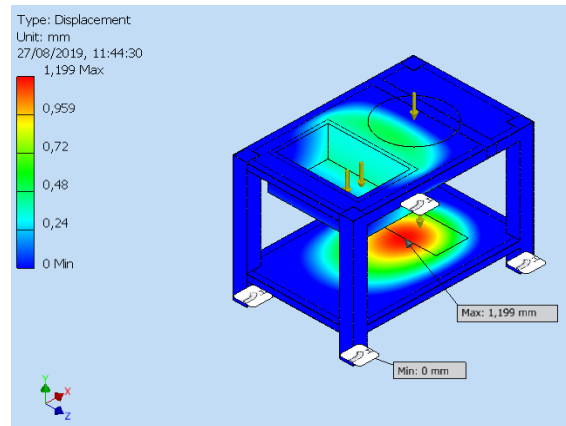 Type: Displacement
Unit: mm
27/08/2019, 11:44:30
1,199 Max
0,959
0,72
0,48
0,24
0 Min
Max: 1,199 mm
Min: 0 mm
Y
X
Z